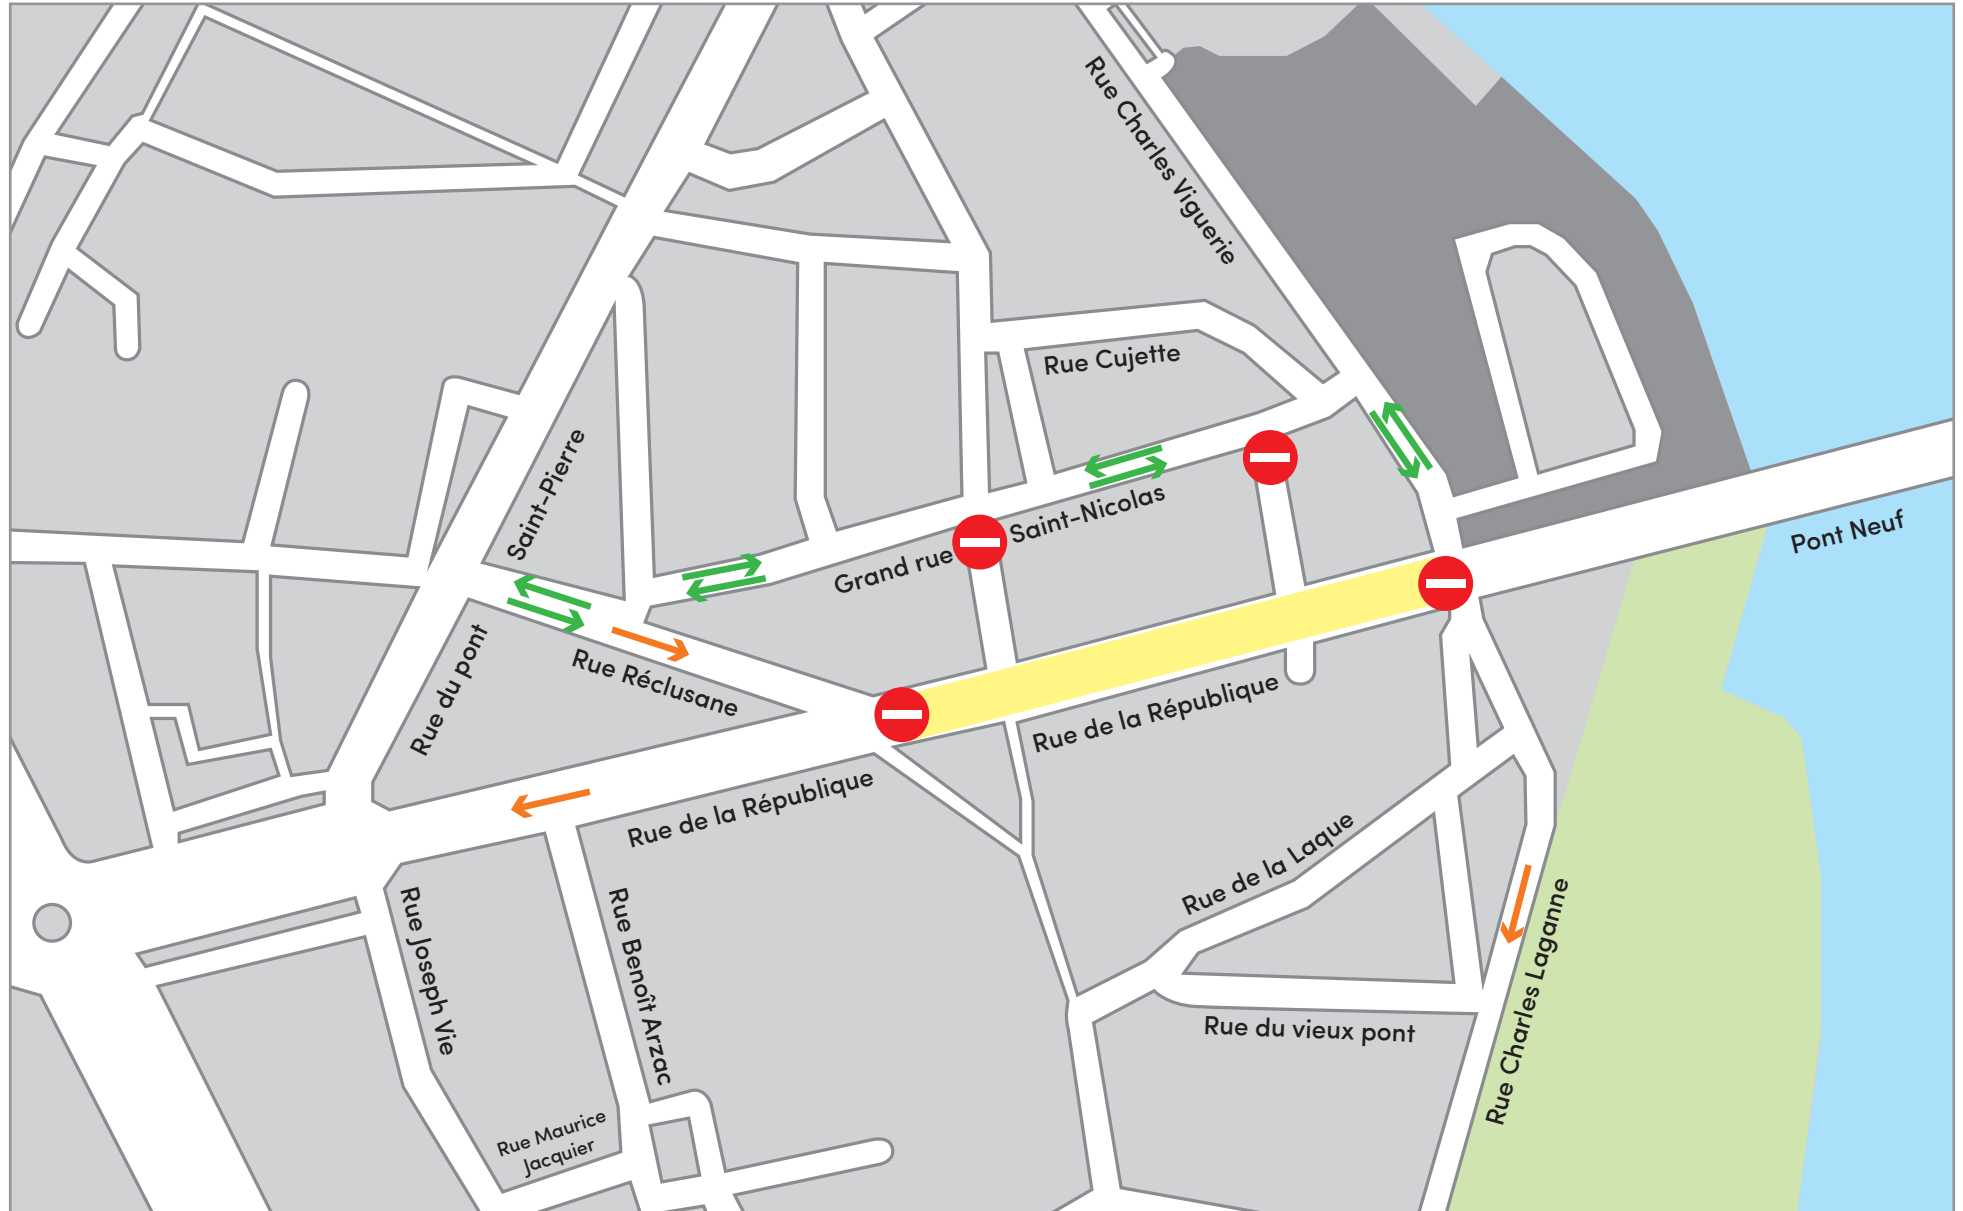 Rue Charles Viguerie
Rue Cujette
Saint-Pierre
Saint-Nicolas
Grand rue
Pont Neuf
Rue du pont
Rue Réclusane
Rue de la République
Rue de la République
Rue de la Laque
Rue Joseph Vie
Rue Benoît Arzac
Rue Charles Laganne
Rue du vieux pont
Rue Maurice
Jacquier